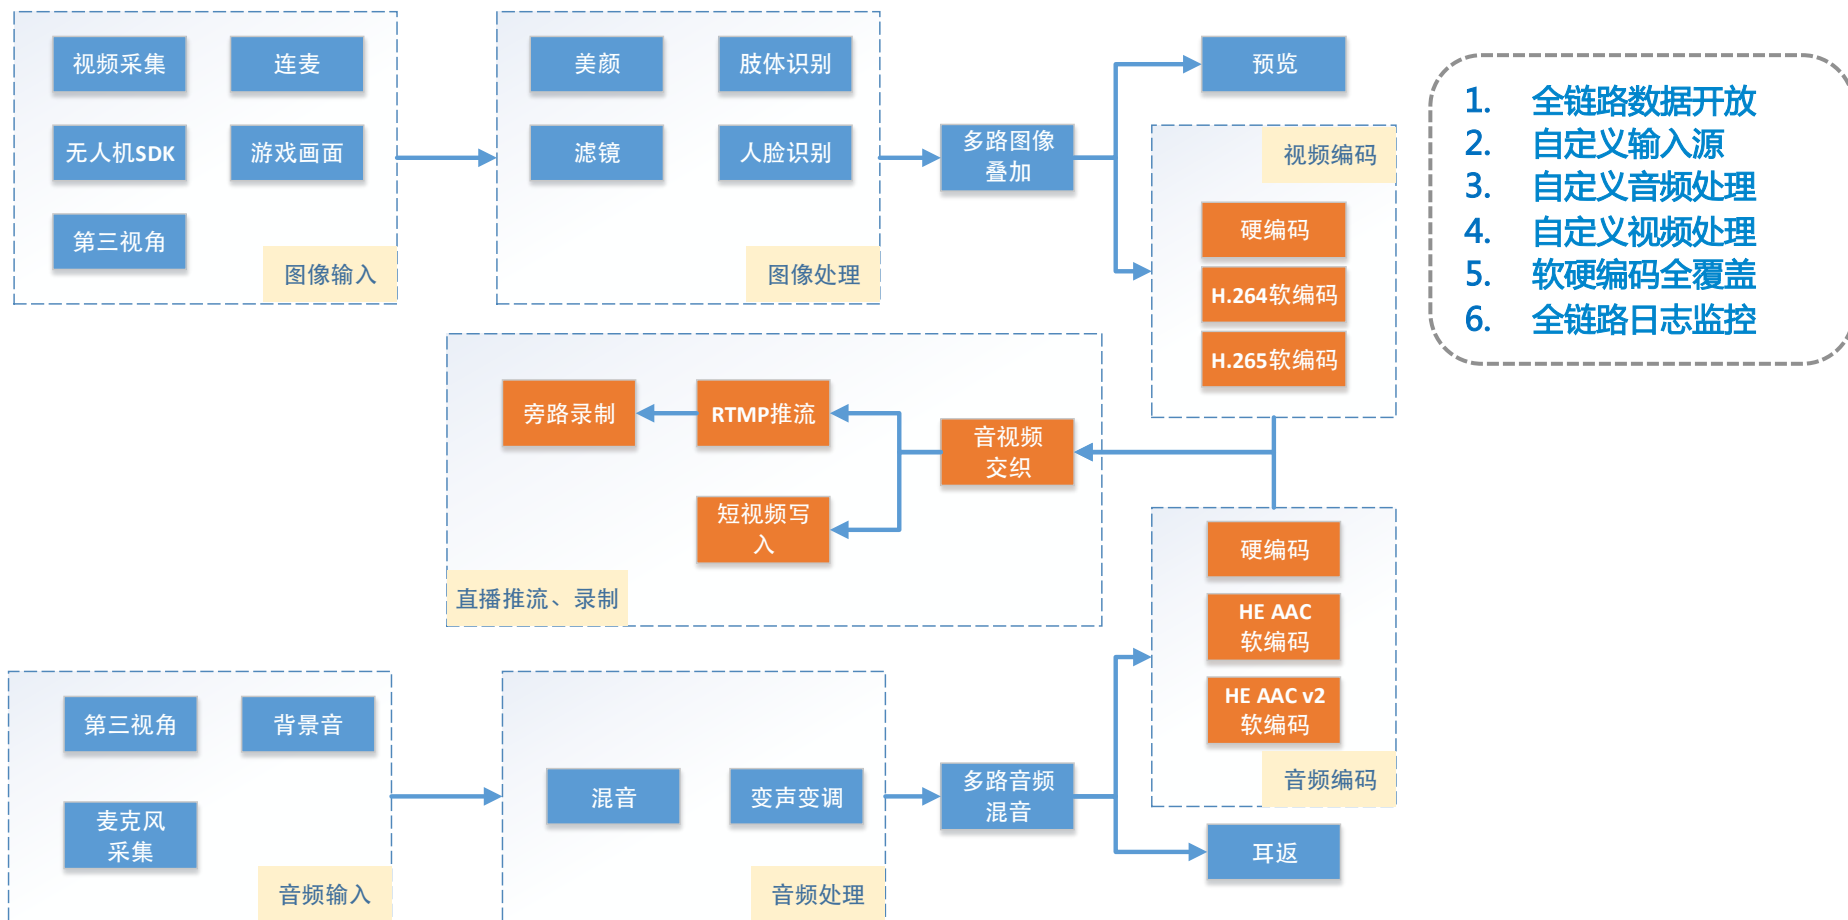 视频采集
连麦
无人机SDK
游戏画面
第三视角
图像输入
美颜
肢体识别
滤镜
人脸识别
图像处理
多路图像
叠加
预览
视频编码
硬编码
H.264软编码
H.265软编码
1. 全链路数据开放
2. 自定义输入源
3. 自定义音频处理
4. 自定义视频处理
5. 软硬编码全覆盖
6. 全链路日志监控
旁路录制
RTMP推流
音视频
交织
短视频写
入
直播推流、录制
硬编码
HE AAC
软编码
HE AAC v2
软编码
音频编码
第三视角
背景音
麦克风
采集
音频输入
混音
变声变调
音频处理
多路音频
混音
耳返